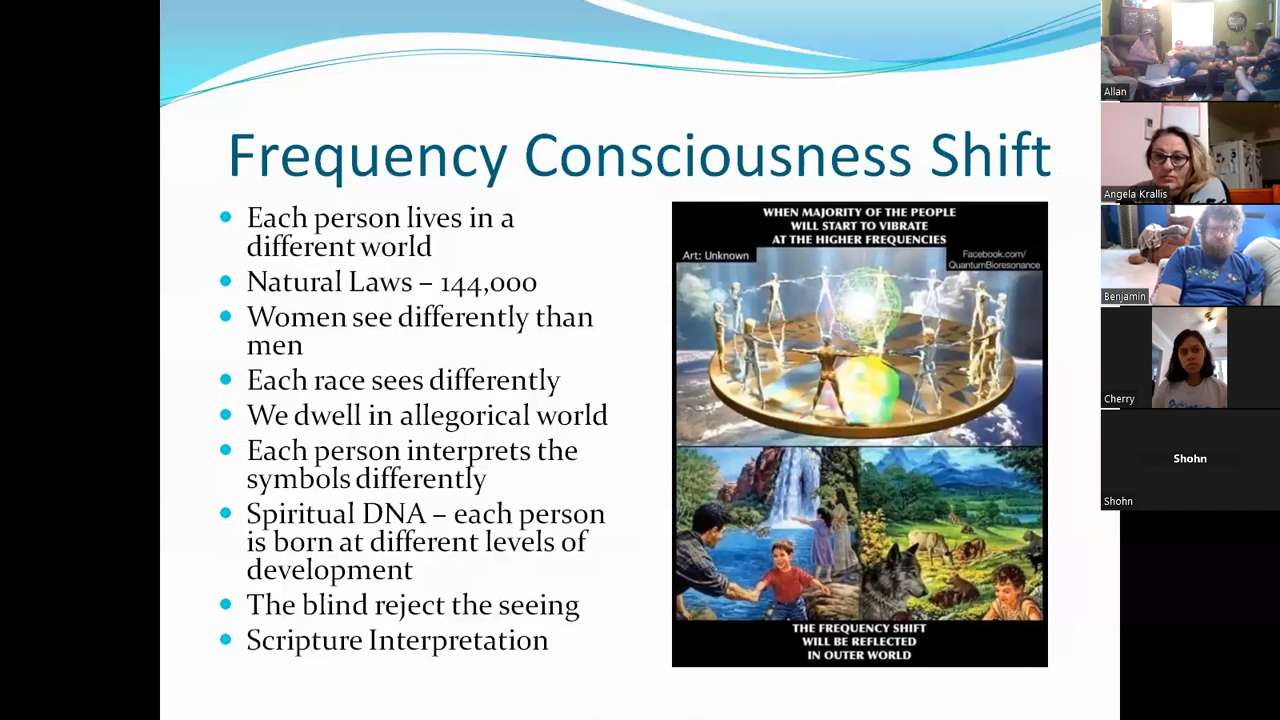 Frequency Consciousness Shift
Each person lives in a
different world
Natural Laws – 144,000
Women see differently than
men
Each race sees differently
We dwell in allegorical world
Each person interprets the
symbols differently
Spiritual DNA – each person
is born at different levels of
development
The blind reject the seeing
Scripture Interpretation
WHEN MAJORITY OF THE PEOPLE
WILL START TO VIBRATE
AT THE HIGHER FREQUENCIES
Art: Unknown
Facebook.com/
QuantumBioresonance
THE FREQUENCY SHIFT
WILL BE REFLECTED
IN OUTER WORLD
Allan
Angela Krallis
Benjamin
Cherry
Shohn
Shohn